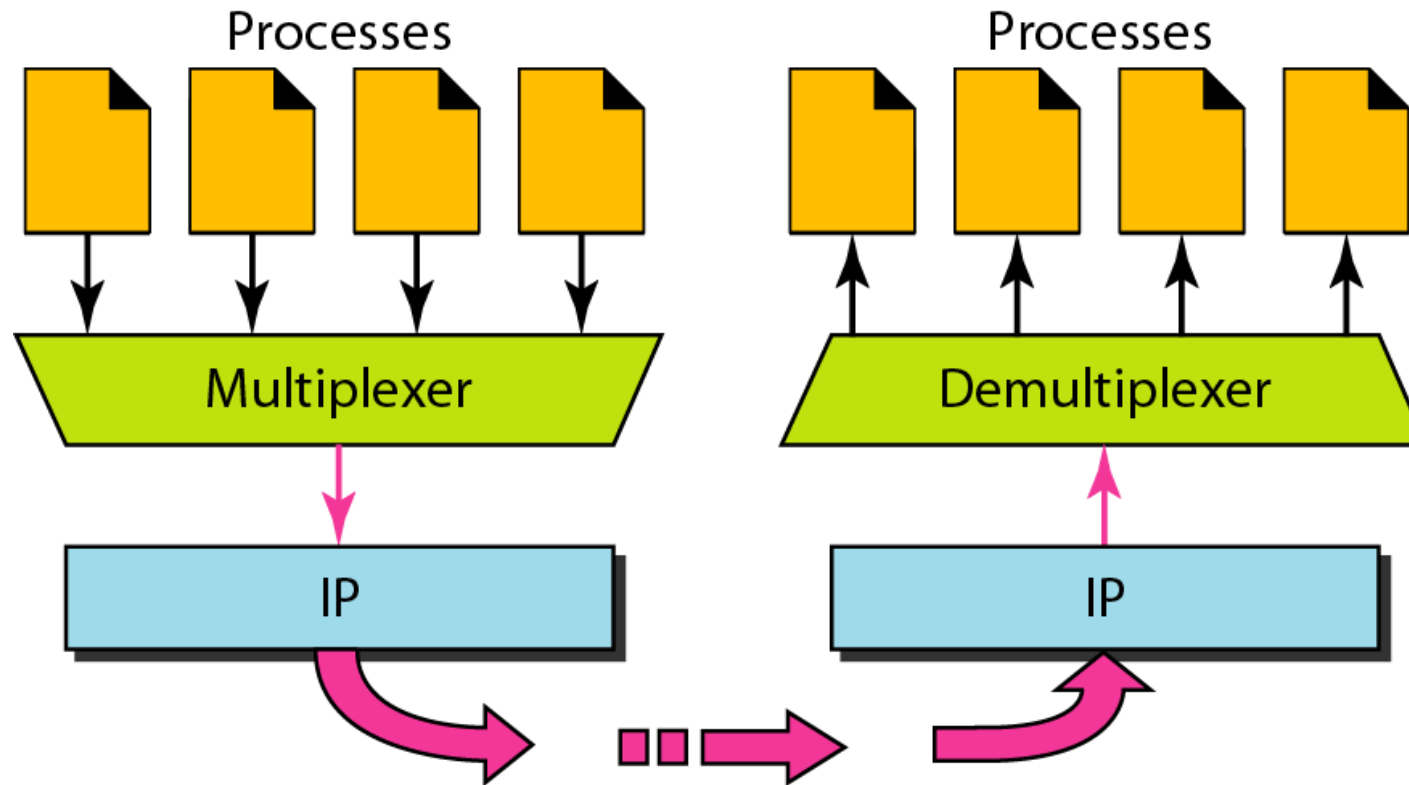 Processes
Processes
Multiplexer
Demultiplexer
IP
IP